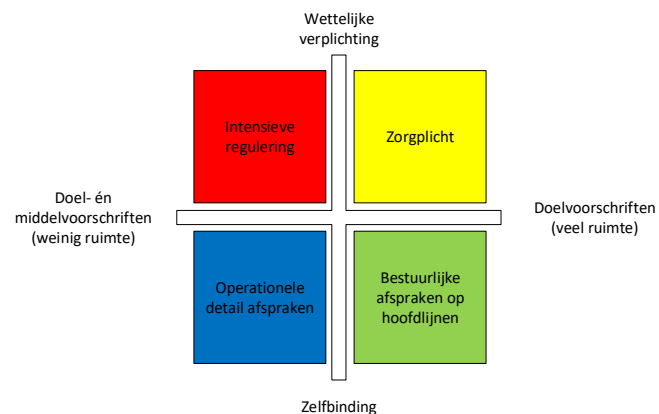 Wettelijke
verplichting
Intensieve
regulering
Zorgplicht
Doel- én
middelvoorschriften
(weinig ruimte)
Doelvoorschriften
(veel ruimte)
Operationele
detail afspraken
Bestuurlijke
afspraken op
hoofdlijnen
Zelfbinding